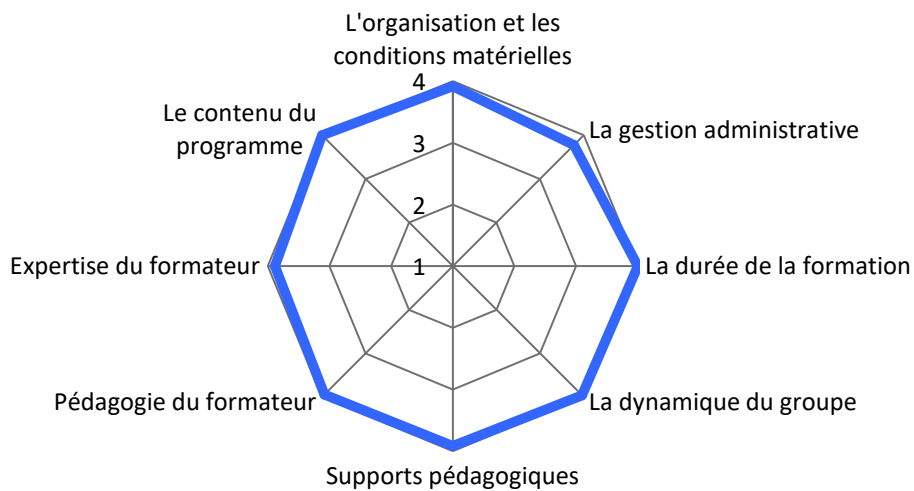 L'organisation et les
conditions matérielles
4
Le contenu du
programme
La gestion administrative
3
2
Expertise du formateur
1
La durée de la formation
Pédagogie du formateur
La dynamique du groupe
Supports pédagogiques